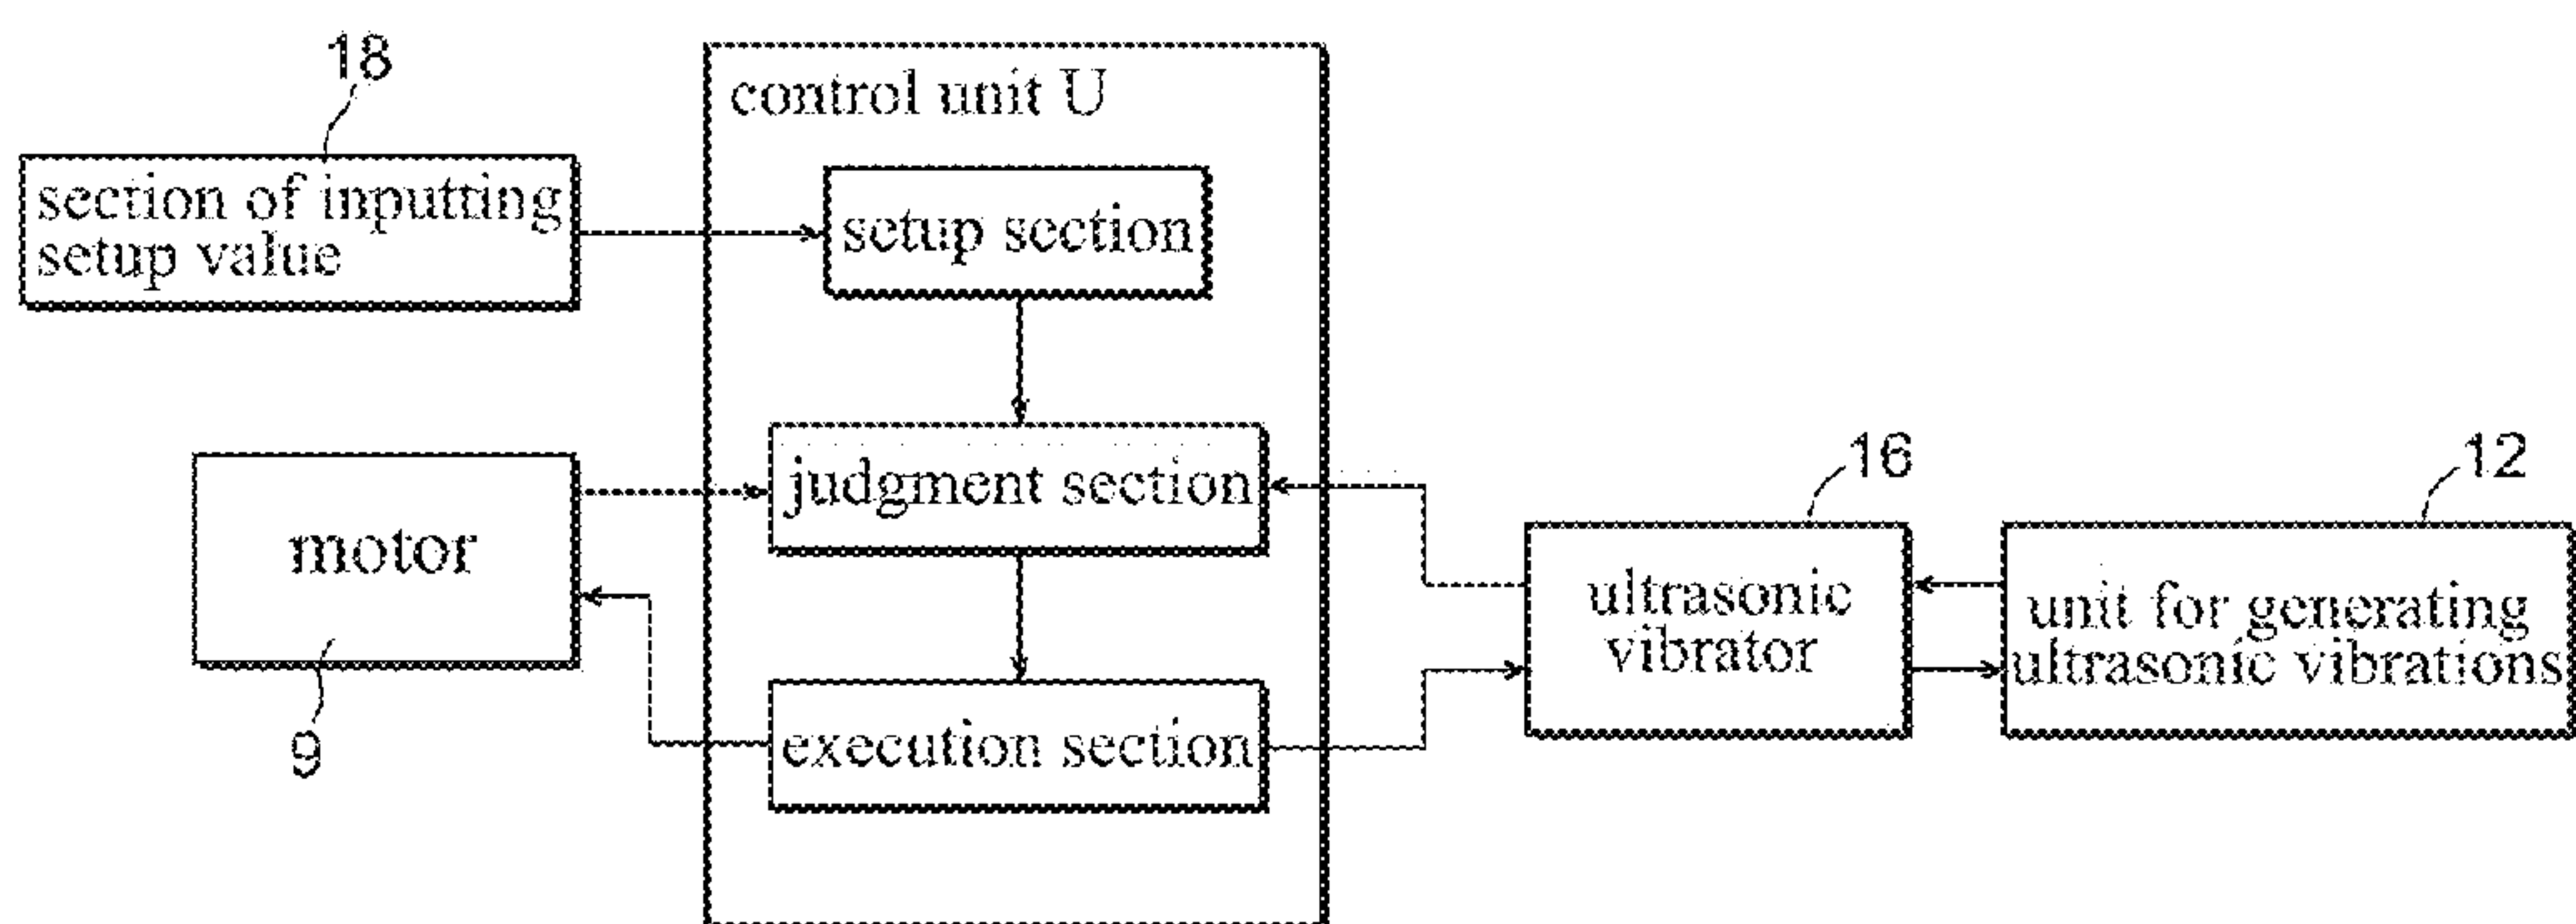 18
control unit U
section of inputting
setup value
setup section
judgment section
16
12
motor
ultrasonic
vibrator
unit for generating
ultrasonic vibrations
9
execution section